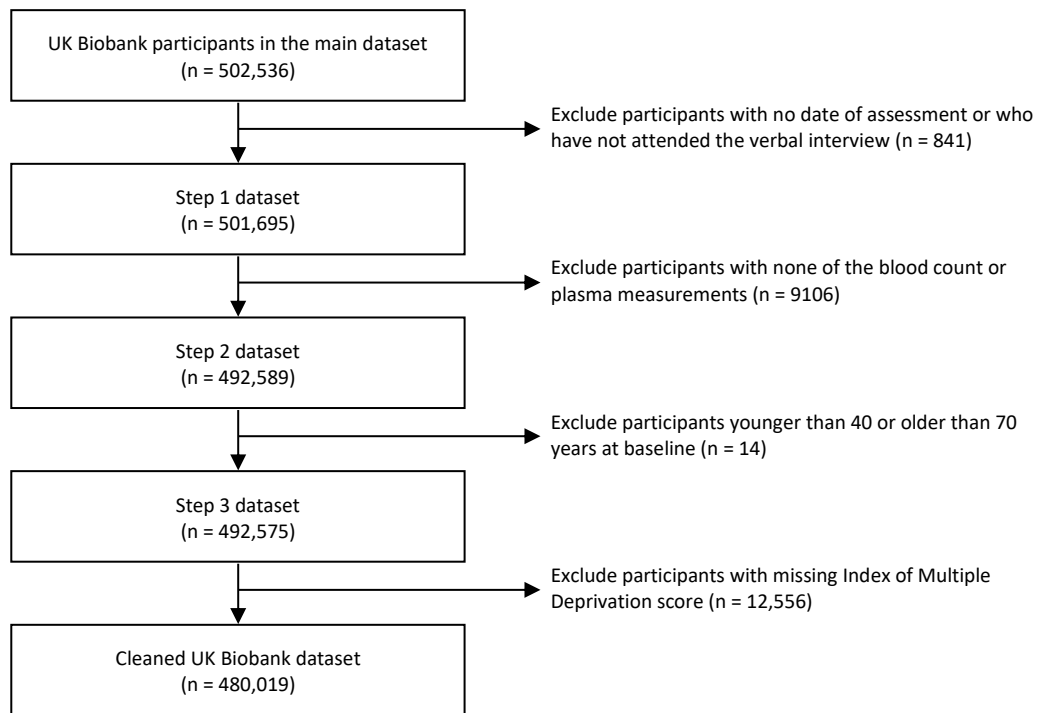 UK Biobank participants in the main dataset
(n = 502,536)
Exclude participants with no date of assessment or who
have not attended the verbal interview (n = 841)
Step 1 dataset
(n = 501,695)
Exclude participants with none of the blood count or
plasma measurements (n = 9106)
Step 2 dataset
(n = 492,589)
Exclude participants younger than 40 or older than 70
years at baseline (n = 14)
Step 3 dataset
(n = 492,575)
Exclude participants with missing Index of Multiple
Deprivation score (n = 12,556)
Cleaned UK Biobank dataset
(n = 480,019)